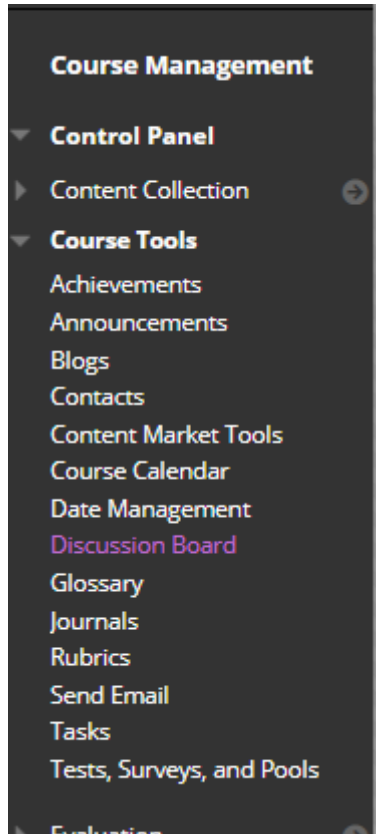 Course Management
Control Panel
Content Collection
Course Tools
Achievements
Announcements
Blogs
Contacts
Content Market Tools
Course Calendar
Date Management
Discussion Board
Glossary
Journals
Rubrics
Send Email
Tasks
Tests, Surveys, and Pools
Evaluation